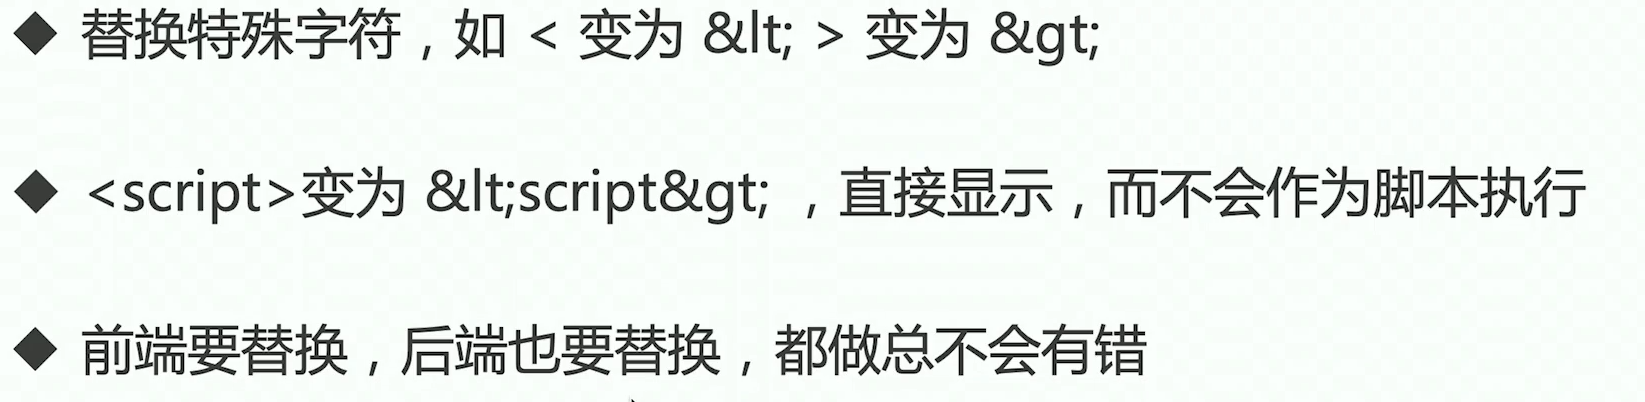 ◆ 替换特殊字符，如 < 变为 &lt; > 变为 &gt;
◆ <script>变为 &lt;script&gt; ，直接显示，而不会作为脚本执行
◆ 前端要替换，后端也要替换，都做总不会有错